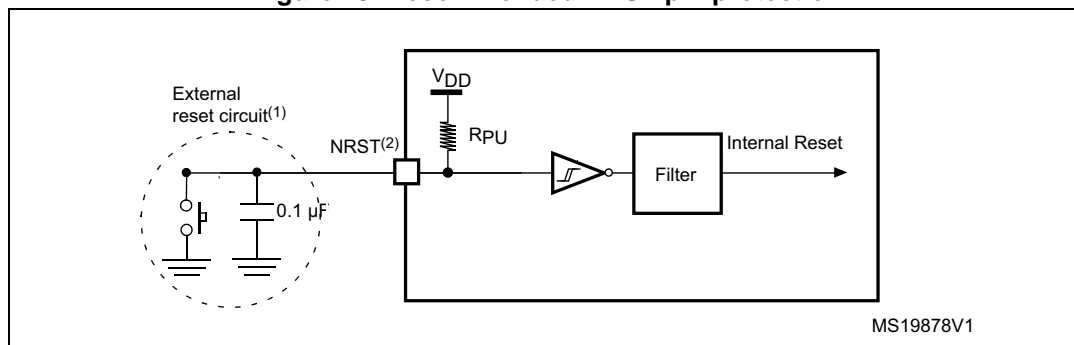 VDD
External
reset circuit(1)
NRST(2)
RPU
Internal Reset
Filter
0.1 µF
MS19878V1